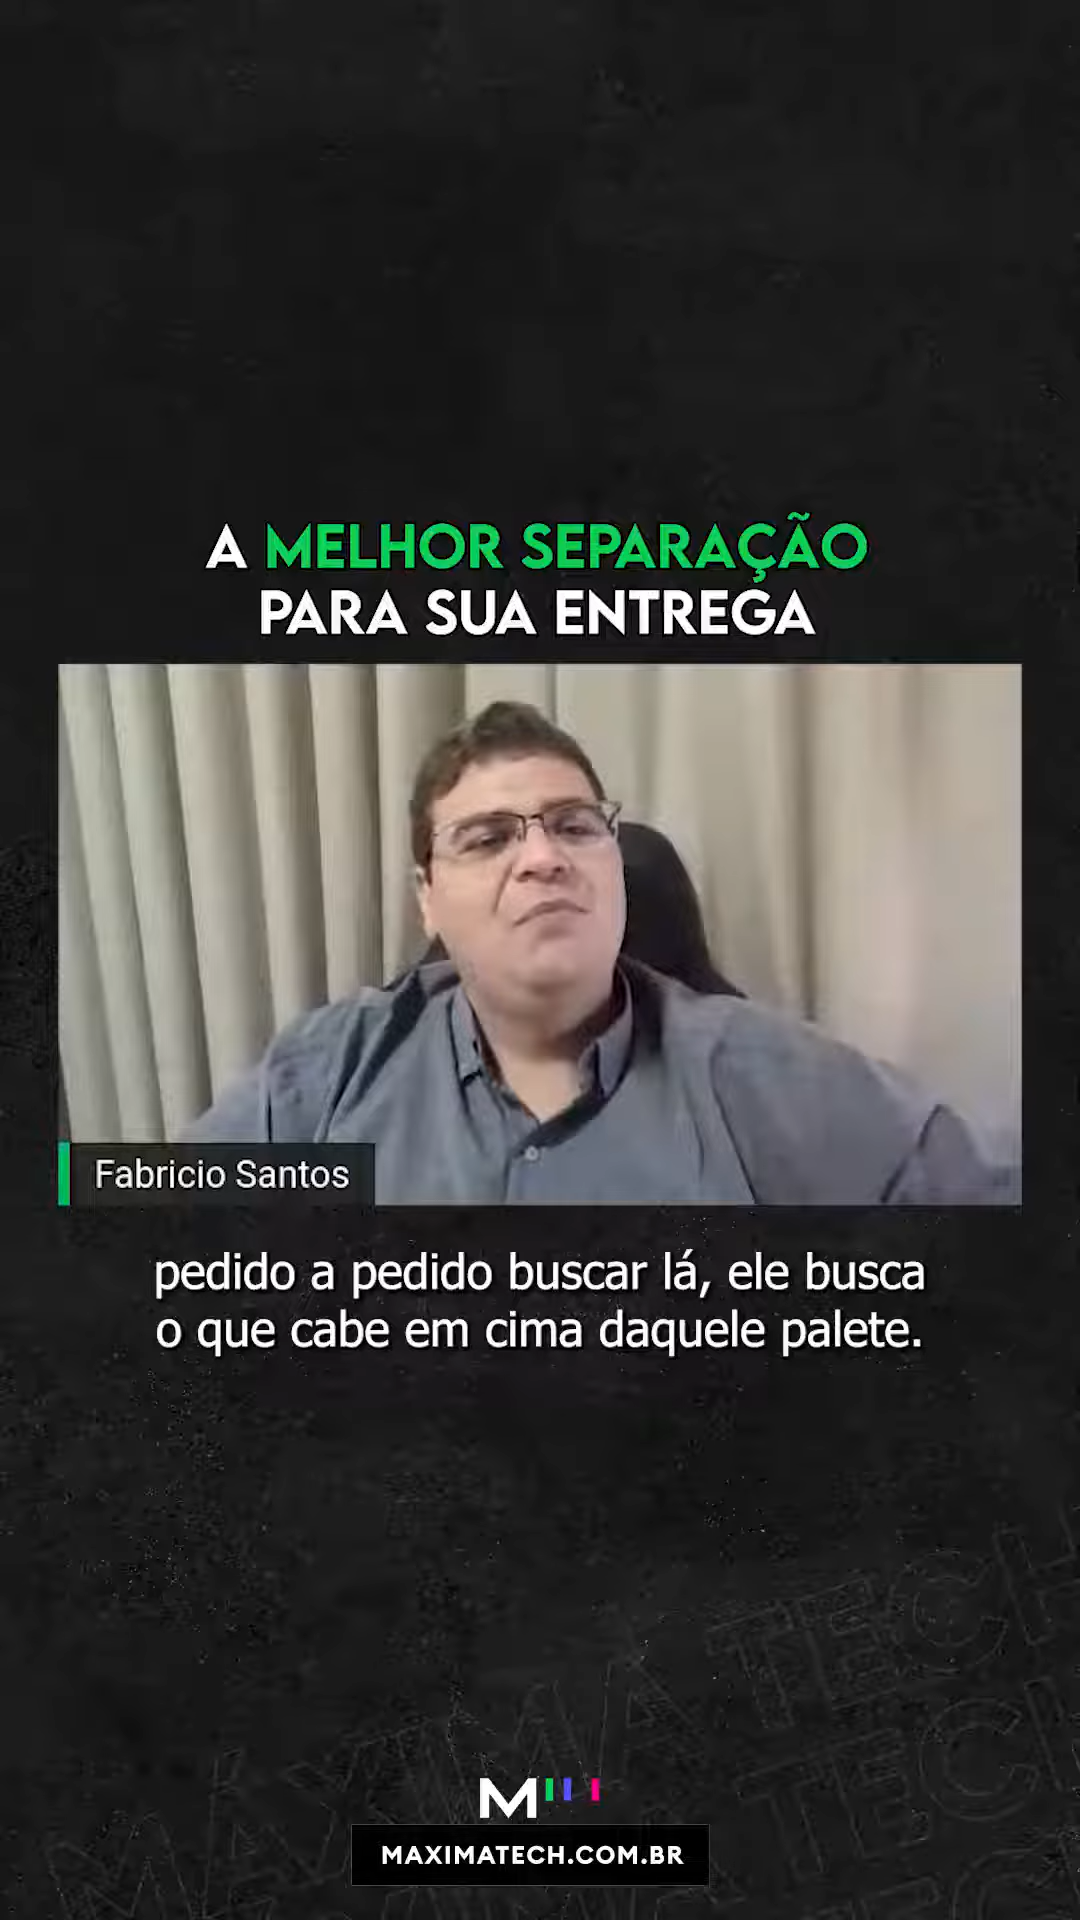 A MELHOR SEPARAÇÃO
PARA SUA ENTREGA
Fabricio Santos
pedido a pedido buscar lá, ele busca
o que cabe em cima daquele palete.
M
MAXIMATECH.COM.BR